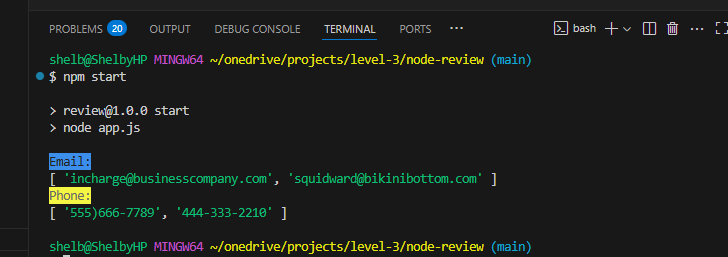 PROBLEMS 20 OUTPUT DEBUG CONSOLE TERMINAL PORTS ... bash
shelb@ShelbyHP MINGW64 ~/onedrive/projects/level-3/node-review (main)
$ npm start
> review@1.0.0 start
> node app.js
Email:
[ 'incharge@businesscompany.com', 'squidward@bikinibottom.com' ]
Phone:
[ '555)666-7789', '444-333-2210' ]
shelb@ShelbyHP MINGW64 ~/onedrive/projects/level-3/node-review (main)